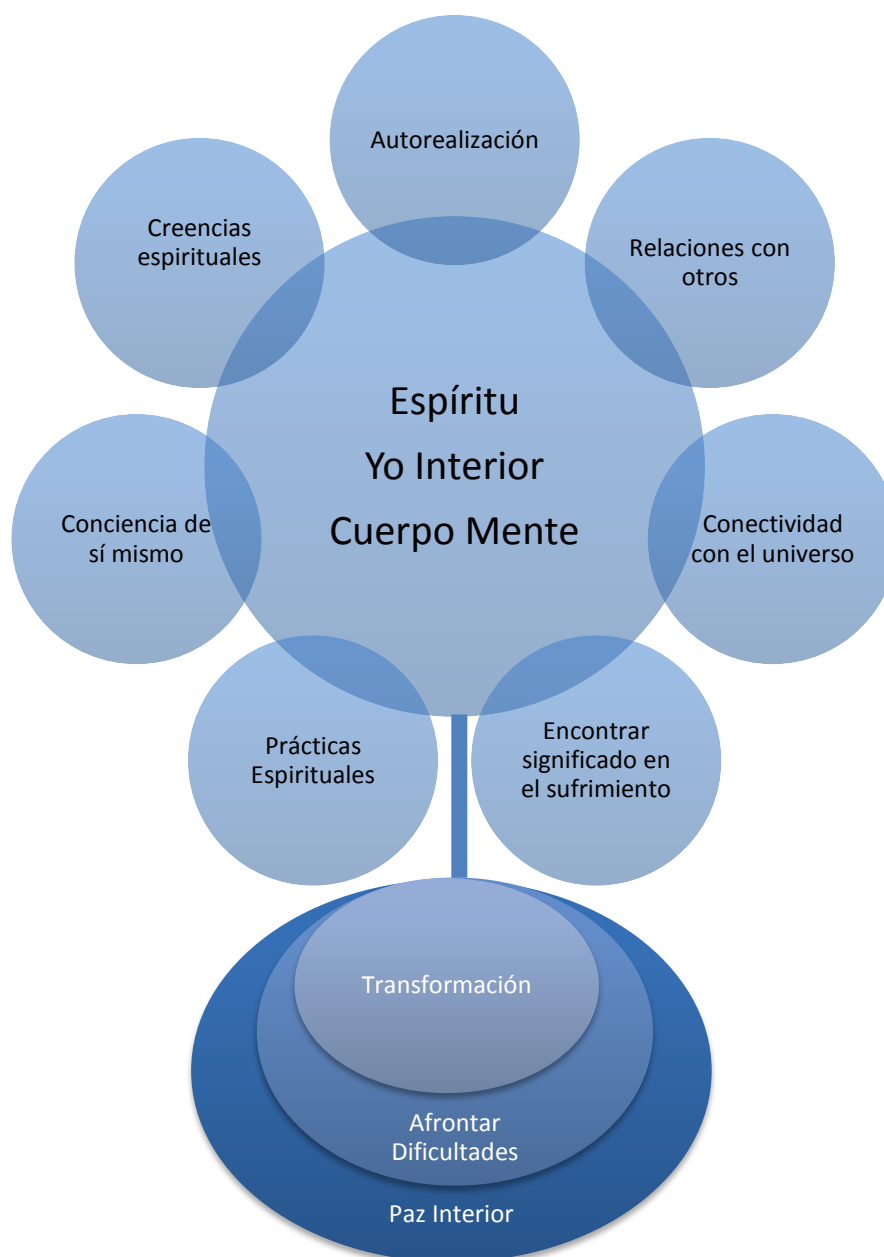 Autorealización
Creencias
espirituales
Relaciones con
otros
Espíritu
Yo Interior
Cuerpo Mente
Conciencia de
sí mismo
Conectividad
con el universo
Prácticas
Espirituales
Encontrar
significado en
el sufrimiento
Transformación
Afrontar
Dificultades
Paz Interior